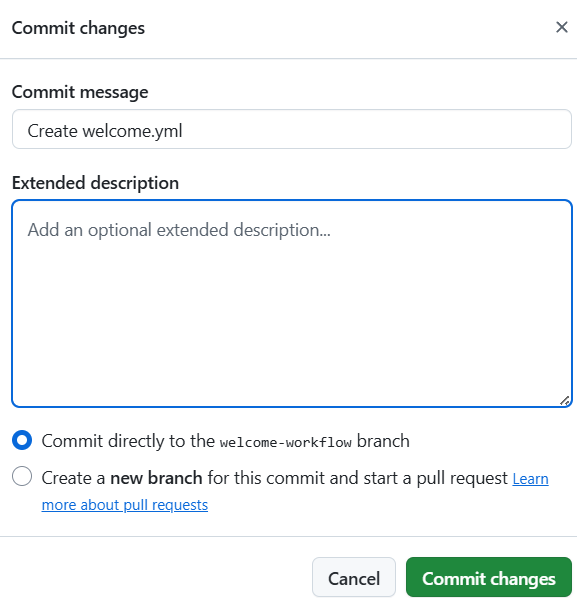 Commit changes
Commit message
Create welcome.yml
Extended description
Add an optional extended description...
Commit directly to the welcome-workflow branch
Create a new branch for this commit and start a pull request Learn
more about pull requests
Cancel
Commit changes